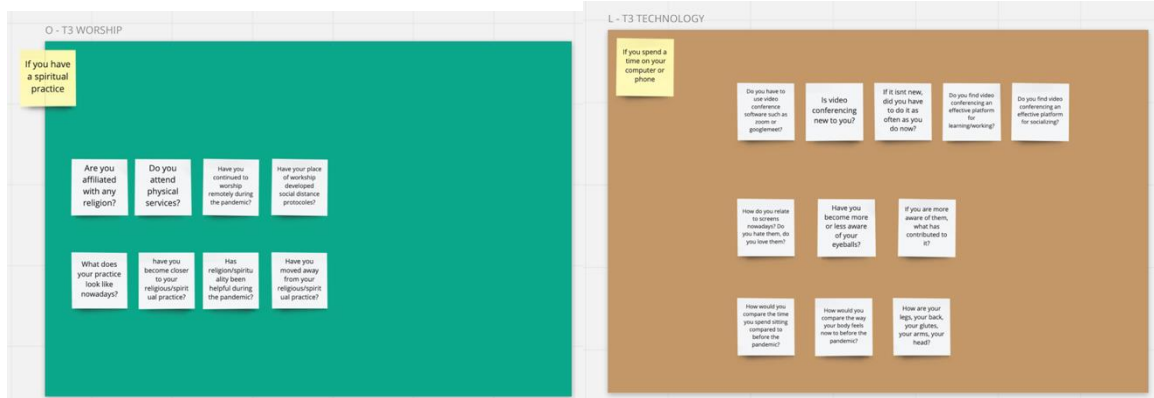 O - T3 WORSHIP
If you have
a spiritual
practice
Are you
affiliated
with any
religion?
Do you
attend
physical
services?
Have you
continued to
worship
remotely during
the pandemic?
Have your place
of workship
developed
social distance
protocoles?
What does
your practice
look like
nowadays?
have you
become closer
to your
religious/spirit
ual practice?
Has
religion/spiritu
ality been
helpful during
the pandemic?
Have you
moved away
from your
religious/spirit
ual practice?
L - T3 TECHNOLOGY
If you spend a
time on your
computer or
phone
Do you have to
use video
conference
software such as
zoom or
googlemeet?
Is video
conferencing
new to you?
If it isnt new,
did you have
to do it as
often as you
do now?
Do you find video
conferencing an
effective platform
for
learning/working?
Do you find video
conferencing an
effective platform
for socializing?
How do you relate
to screens
nowadays? Do
you hate them, do
you love them?
Have you
become more
or less aware
of your
eyeballs?
If you are more
aware of them,
what has
contributed to
it?
How would you
compare the time
you spend sitting
compared to
before the
pandemic?
How would you
compare the way
your body feels
now to before the
pandemic?
How are your
legs, your back,
your glutes,
your arms, your
head?